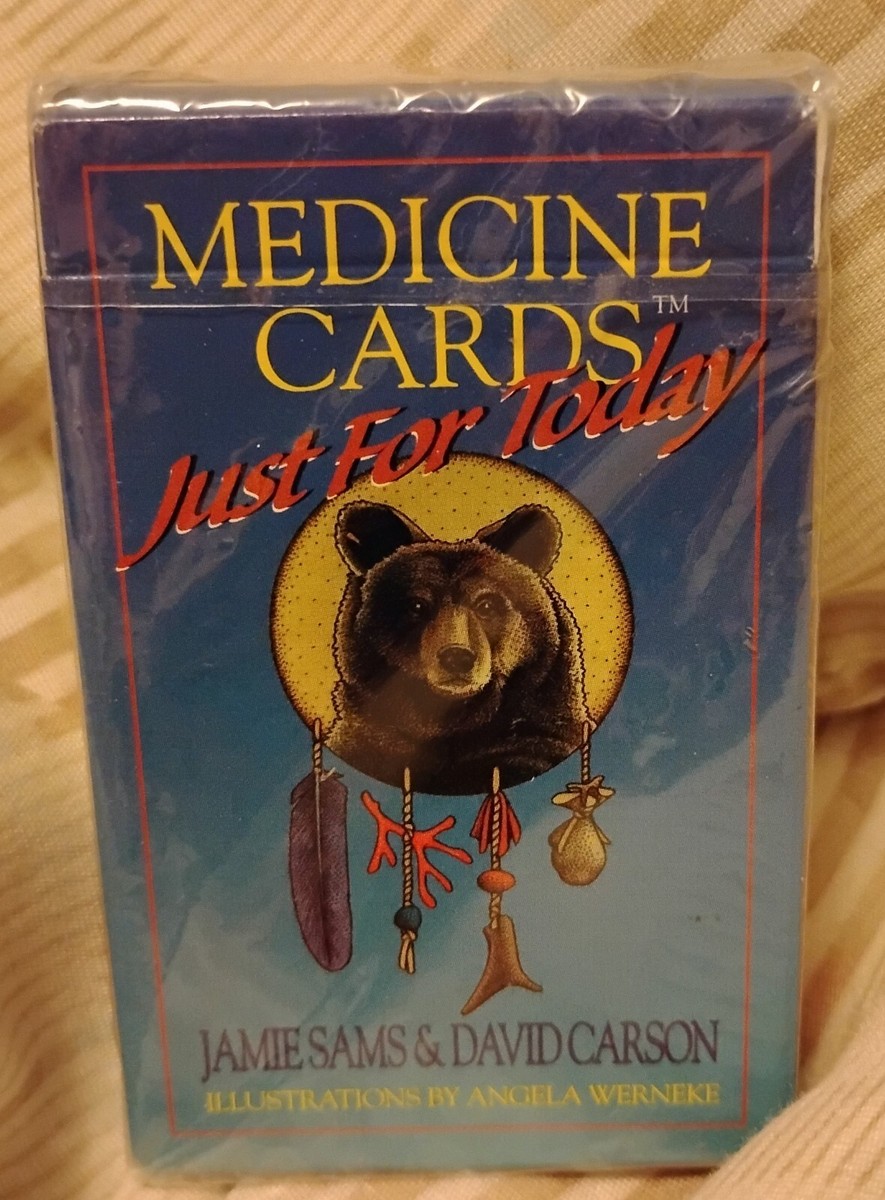 MEDICINE
CARDS™
Just For Today
JAMIE SAMS & DAVID CARSON
ILLUSTRATIONS BY ANGELA WERNEKE